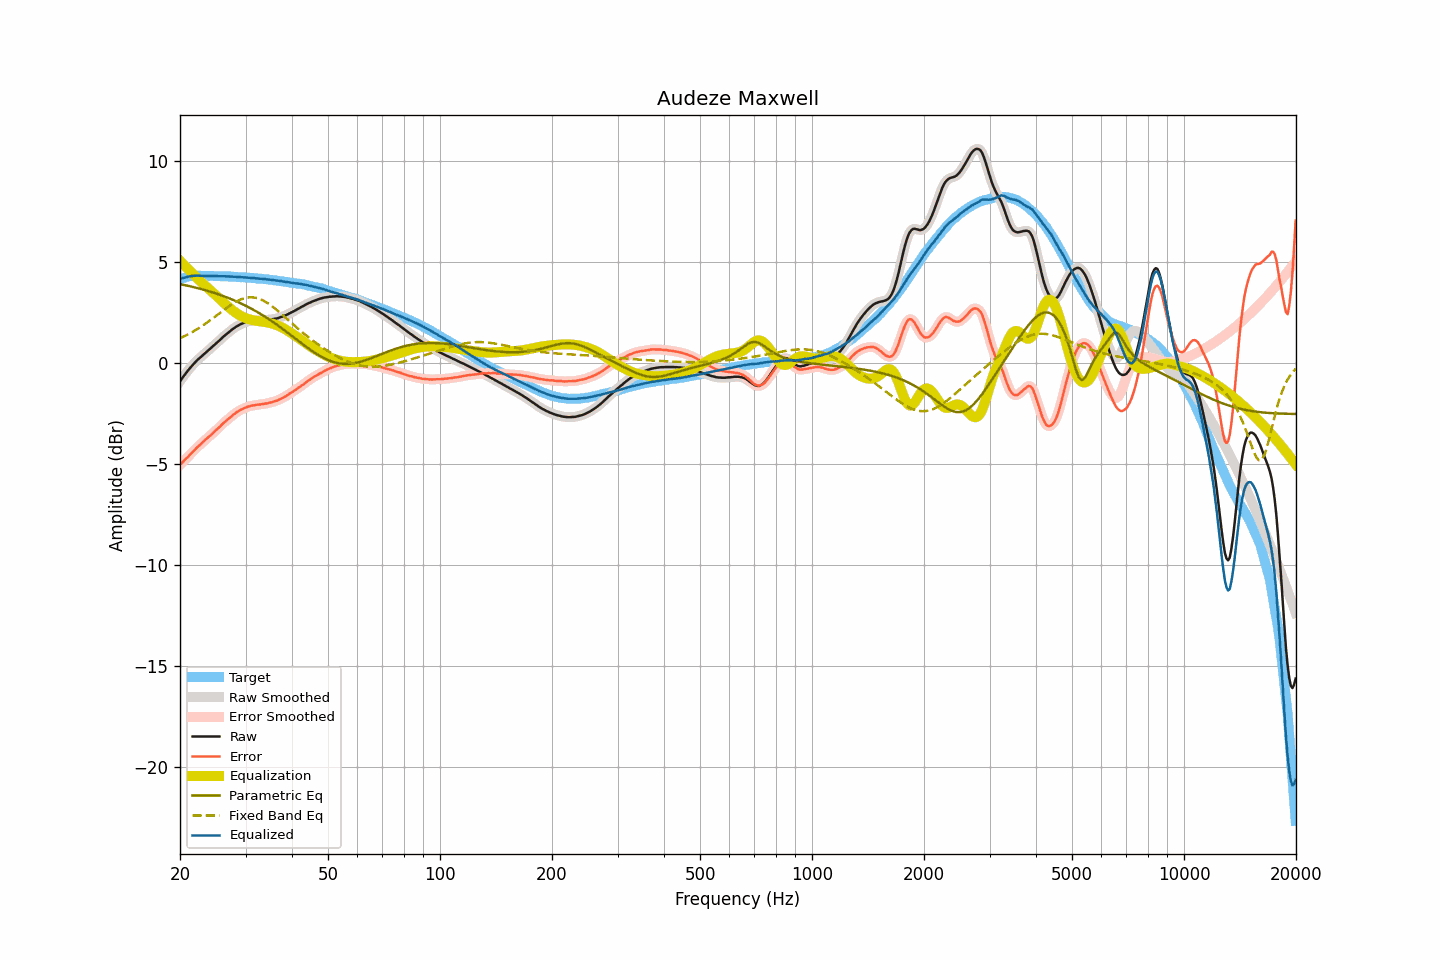 Audeze Maxwell
10
5
0
−5
−10
−15
−20
Amplitude (dBr)
Target
Raw Smoothed
Error Smoothed
Raw
Error
Equalization
Parametric Eq
Fixed Band Eq
Equalized
20 50 100 200 500 1000 2000 5000 10000 20000
Frequency (Hz)